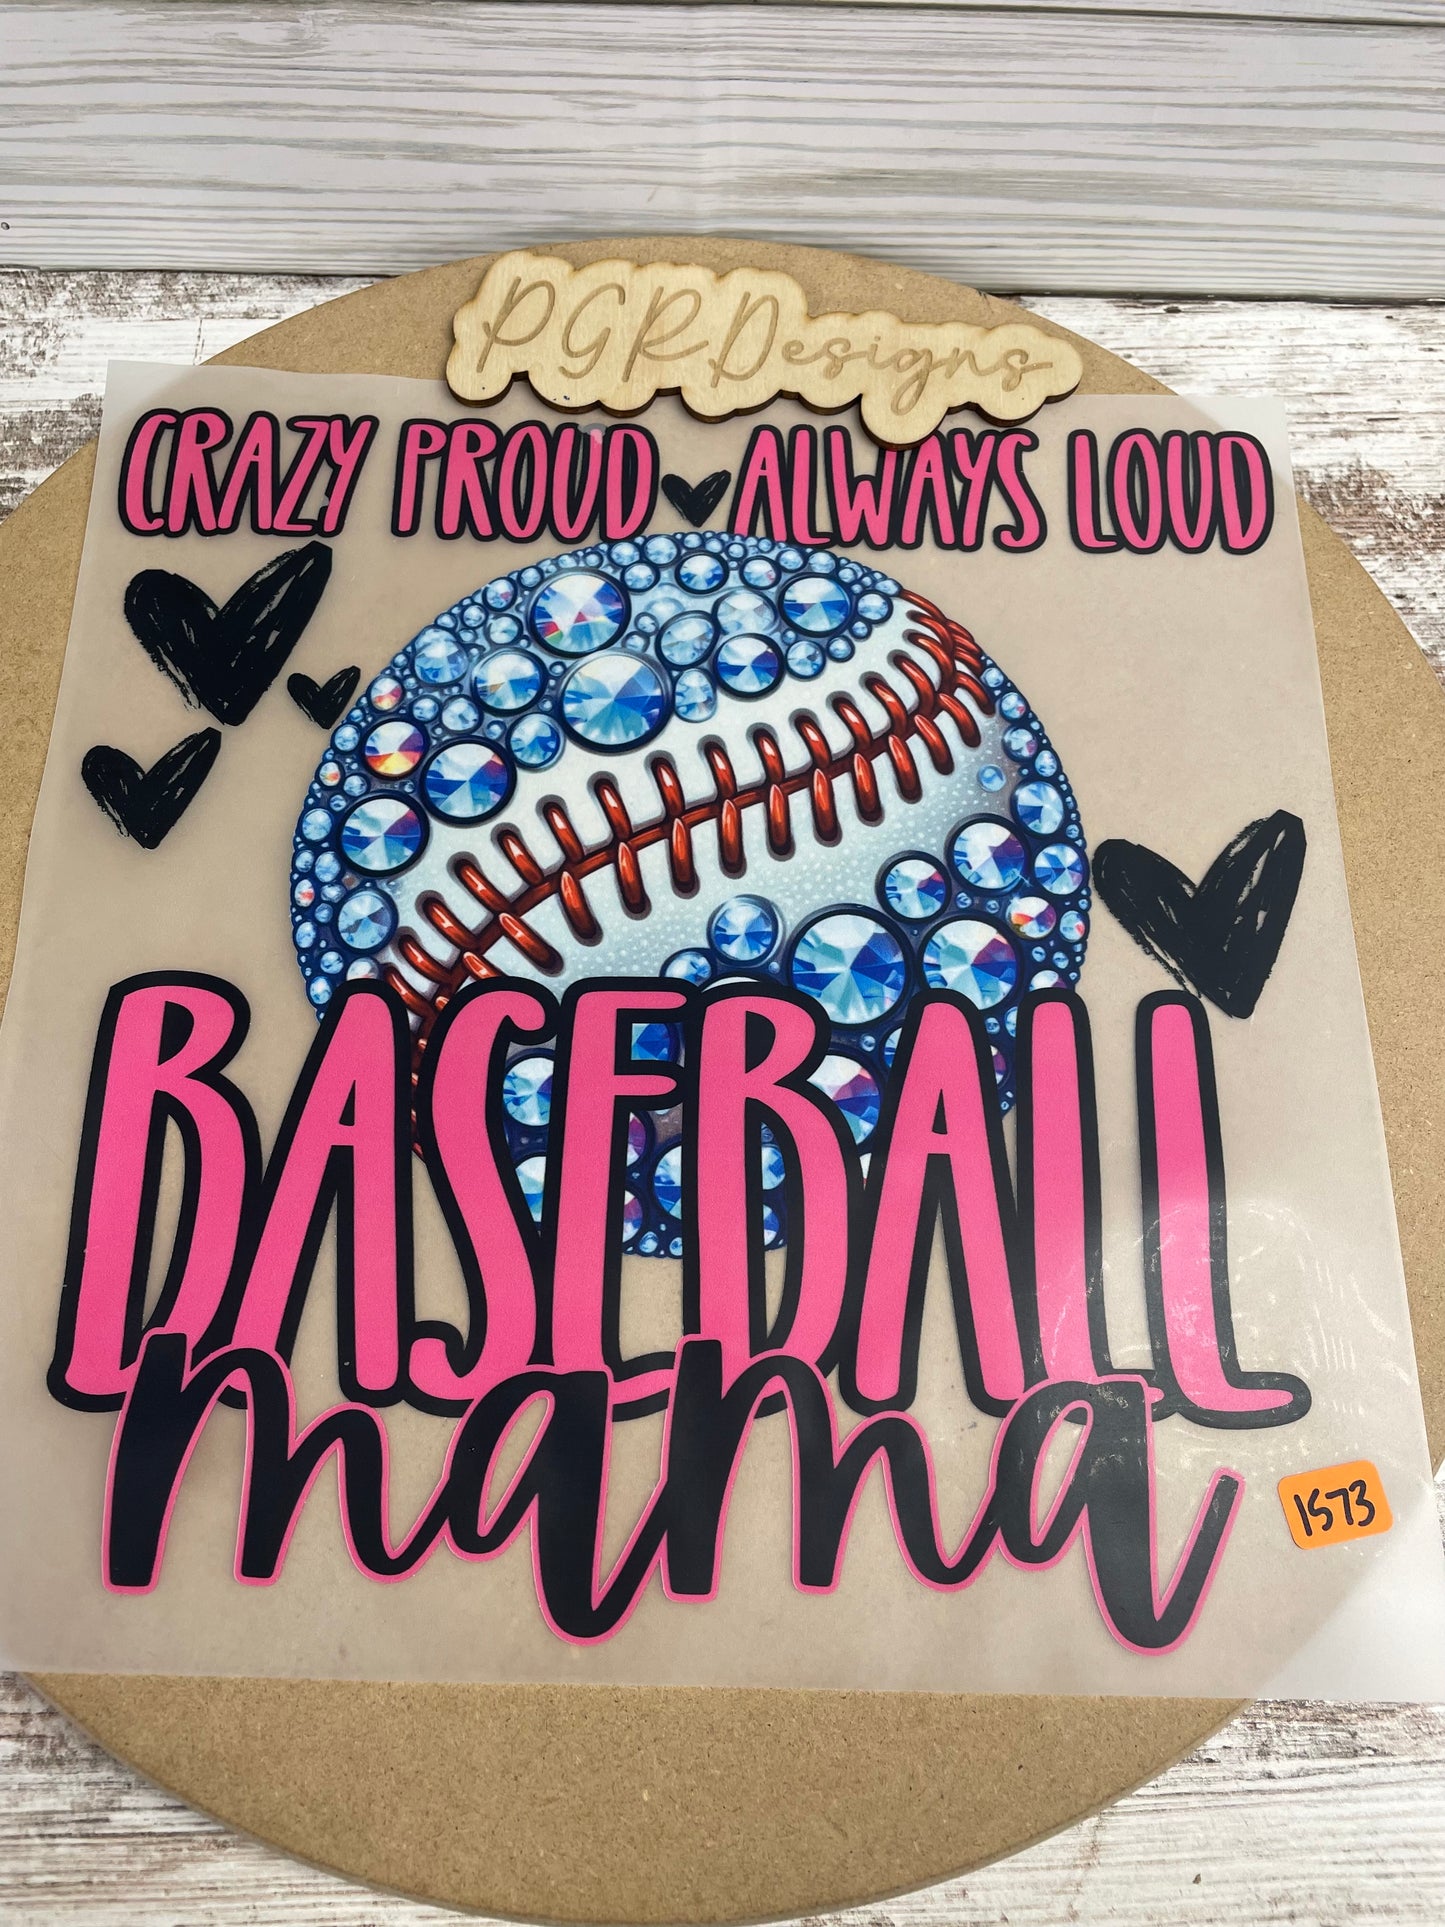 PGRDesigns
CRAZY PROUD ALWAYS LOUD
BASEBALL
mama
1573